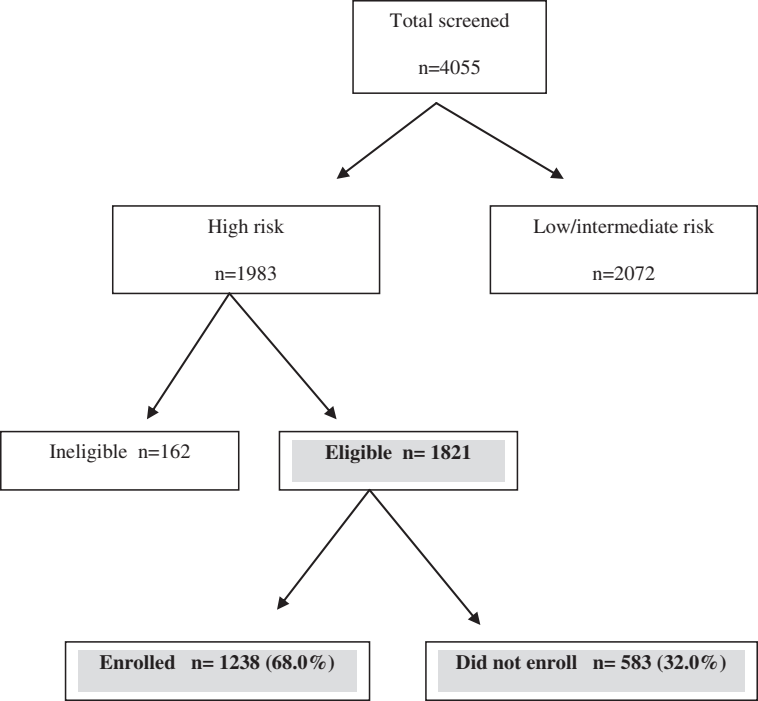 Total screened
n=4055
High risk
n=1983
Low/intermediate risk
n=2072
Ineligible n=162
Eligible n= 1821
Enrolled n= 1238 (68.0%)
Did not enroll n= 583 (32.0%)